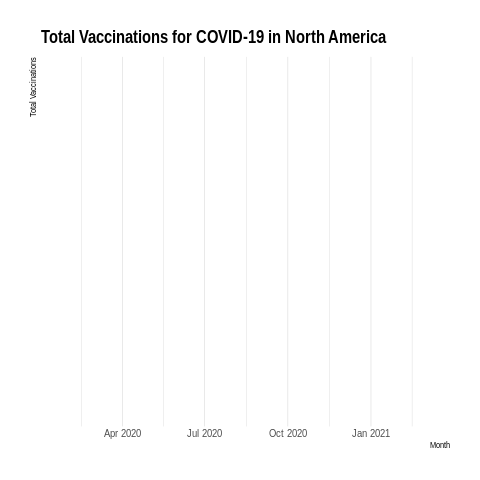 Total Vaccinations for COVID-19 in North America
Total Vaccinations
Apr 2020
Jul 2020
Oct 2020
Jan 2021
Month